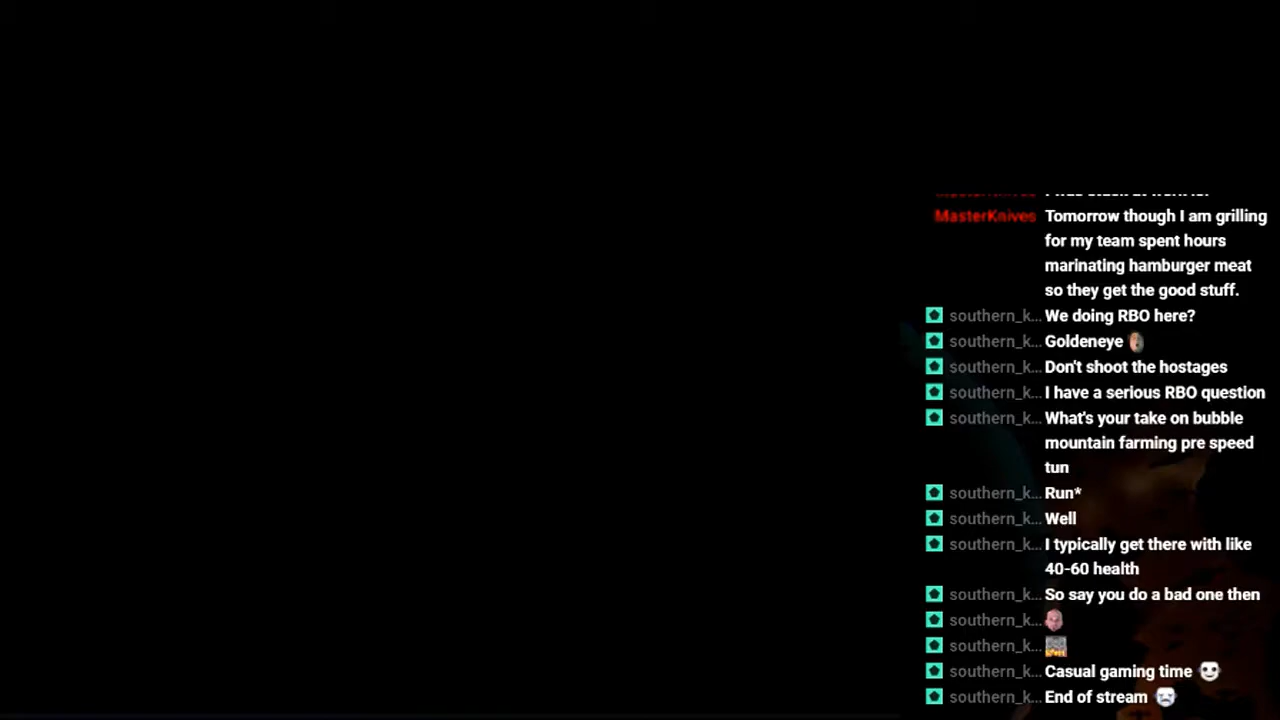 MasterKnives Tomorrow though I am grilling
for my team spent hours
marinating hamburger meat
so they get the good stuff.
southern_k... We doing RBO here?
southern_k... Goldeneye
southern_k... Don't shoot the hostages
southern_k... I have a serious RBO question
southern_k... What's your take on bubble
mountain farming pre speed
tun
southern_k... Run*
southern_k... Well
southern_k... I typically get there with like
40-60 health
southern_k... So say you do a bad one then
southern_k...
southern_k...
southern_k... Casual gaming time
southern_k... End of stream